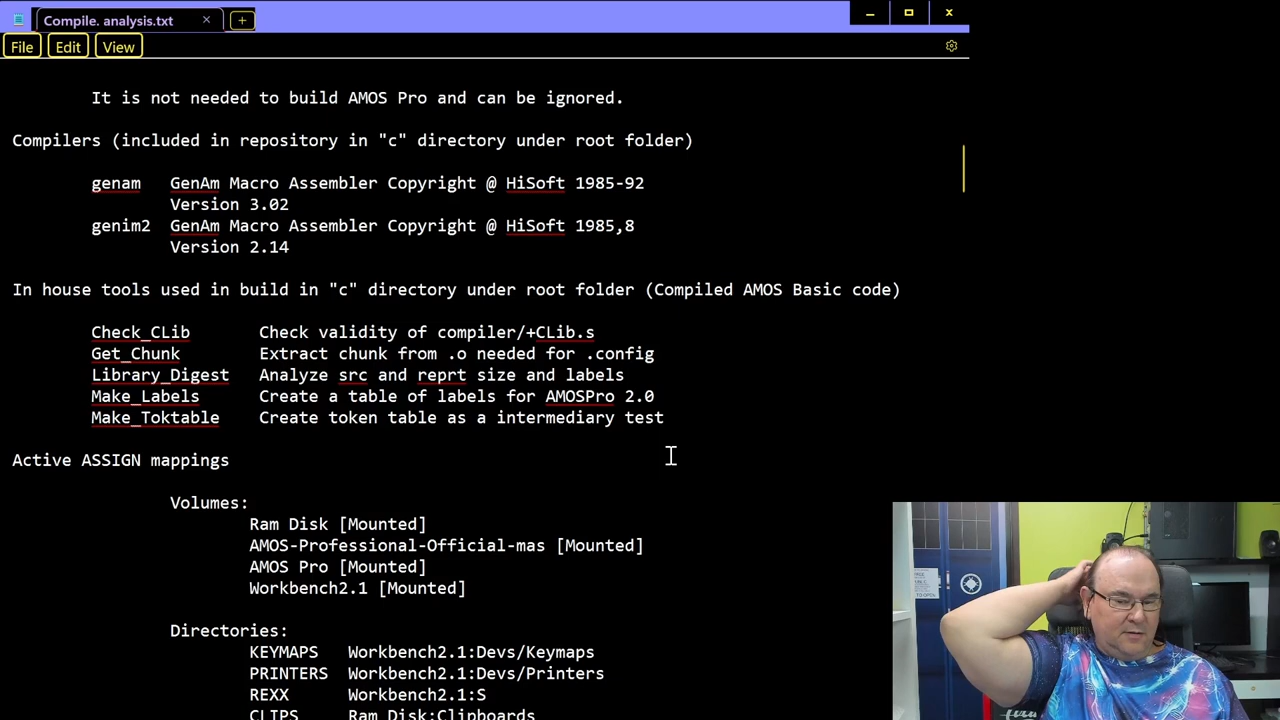 Compile. analysis.txt
File Edit View
It is not needed to build AMOS Pro and can be ignored.
Compilers (included in repository in "c" directory under root folder)
genam GenAm Macro Assembler Copyright @ HiSoft 1985-92
Version 3.02
genim2 GenAm Macro Assembler Copyright @ HiSoft 1985,8
Version 2.14
In house tools used in build in "c" directory under root folder (Compiled AMOS Basic code)
Check_CLib Check validity of compiler/+CLib.s
Get_Chunk Extract chunk from .o needed for .config
Library_Digest Analyze src and reprt size and labels
Make_Labels Create a table of labels for AMOSPro 2.0
Make_Toktable Create token table as a intermediary test
Active ASSIGN mappings
Volumes:
Ram Disk [Mounted]
AMOS-Professional-Official-mas [Mounted]
AMOS Pro [Mounted]
Workbench2.1 [Mounted]
Directories:
KEYMAPS Workbench2.1:Devs/Keymaps
PRINTERS Workbench2.1:Devs/Printers
REXX Workbench2.1:S
CLIPS Ram Disk:Clipboards